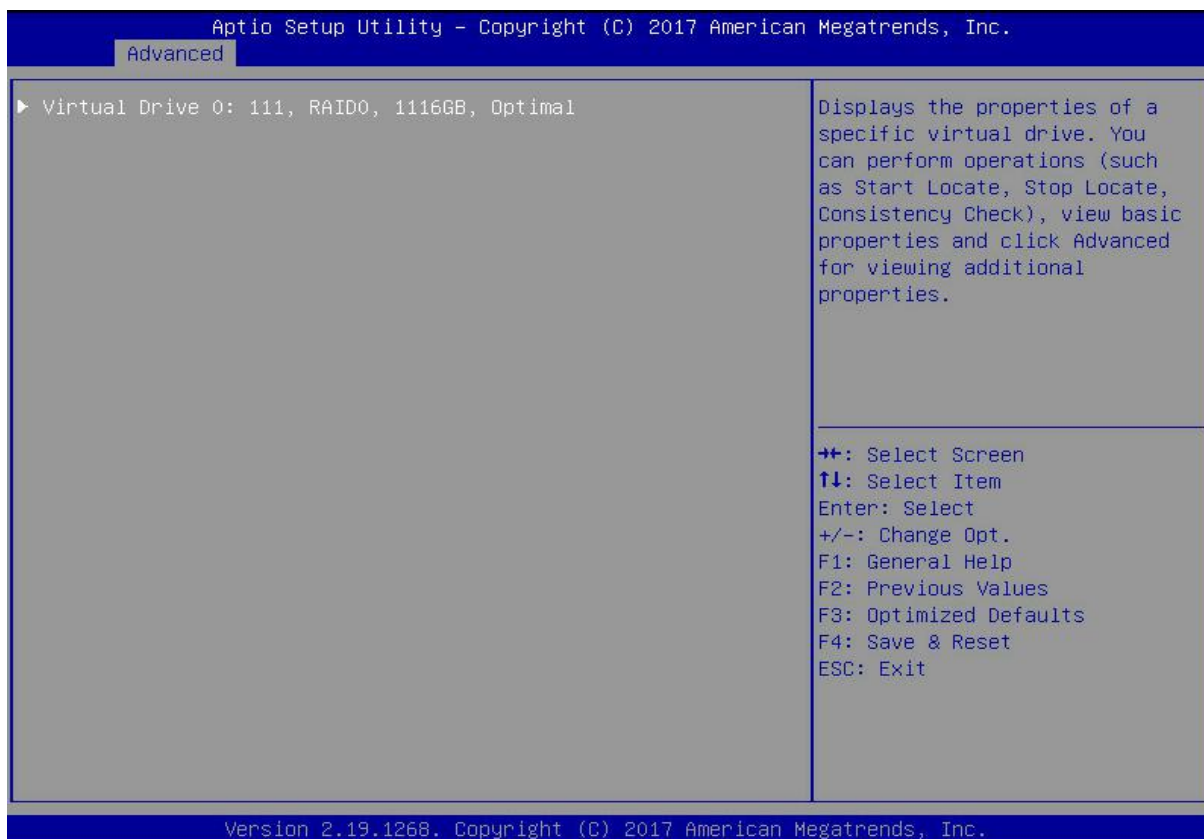 Aptio Setup Utility – Copyright (C) 2017 American Megatrends, Inc.
Advanced
▶ Virtual Drive 0: 111, RAID0, 1116GB, Optimal
Displays the properties of a
specific virtual drive. You
can perform operations (such
as Start Locate, Stop Locate,
Consistency Check), view basic
properties and click Advanced
for viewing additional
properties.
→←: Select Screen
↑↓: Select Item
Enter: Select
+/-: Change Opt.
F1: General Help
F2: Previous Values
F3: Optimized Defaults
F4: Save & Reset
ESC: Exit
Version 2.19.1268. Copyright (C) 2017 American Megatrends, Inc.